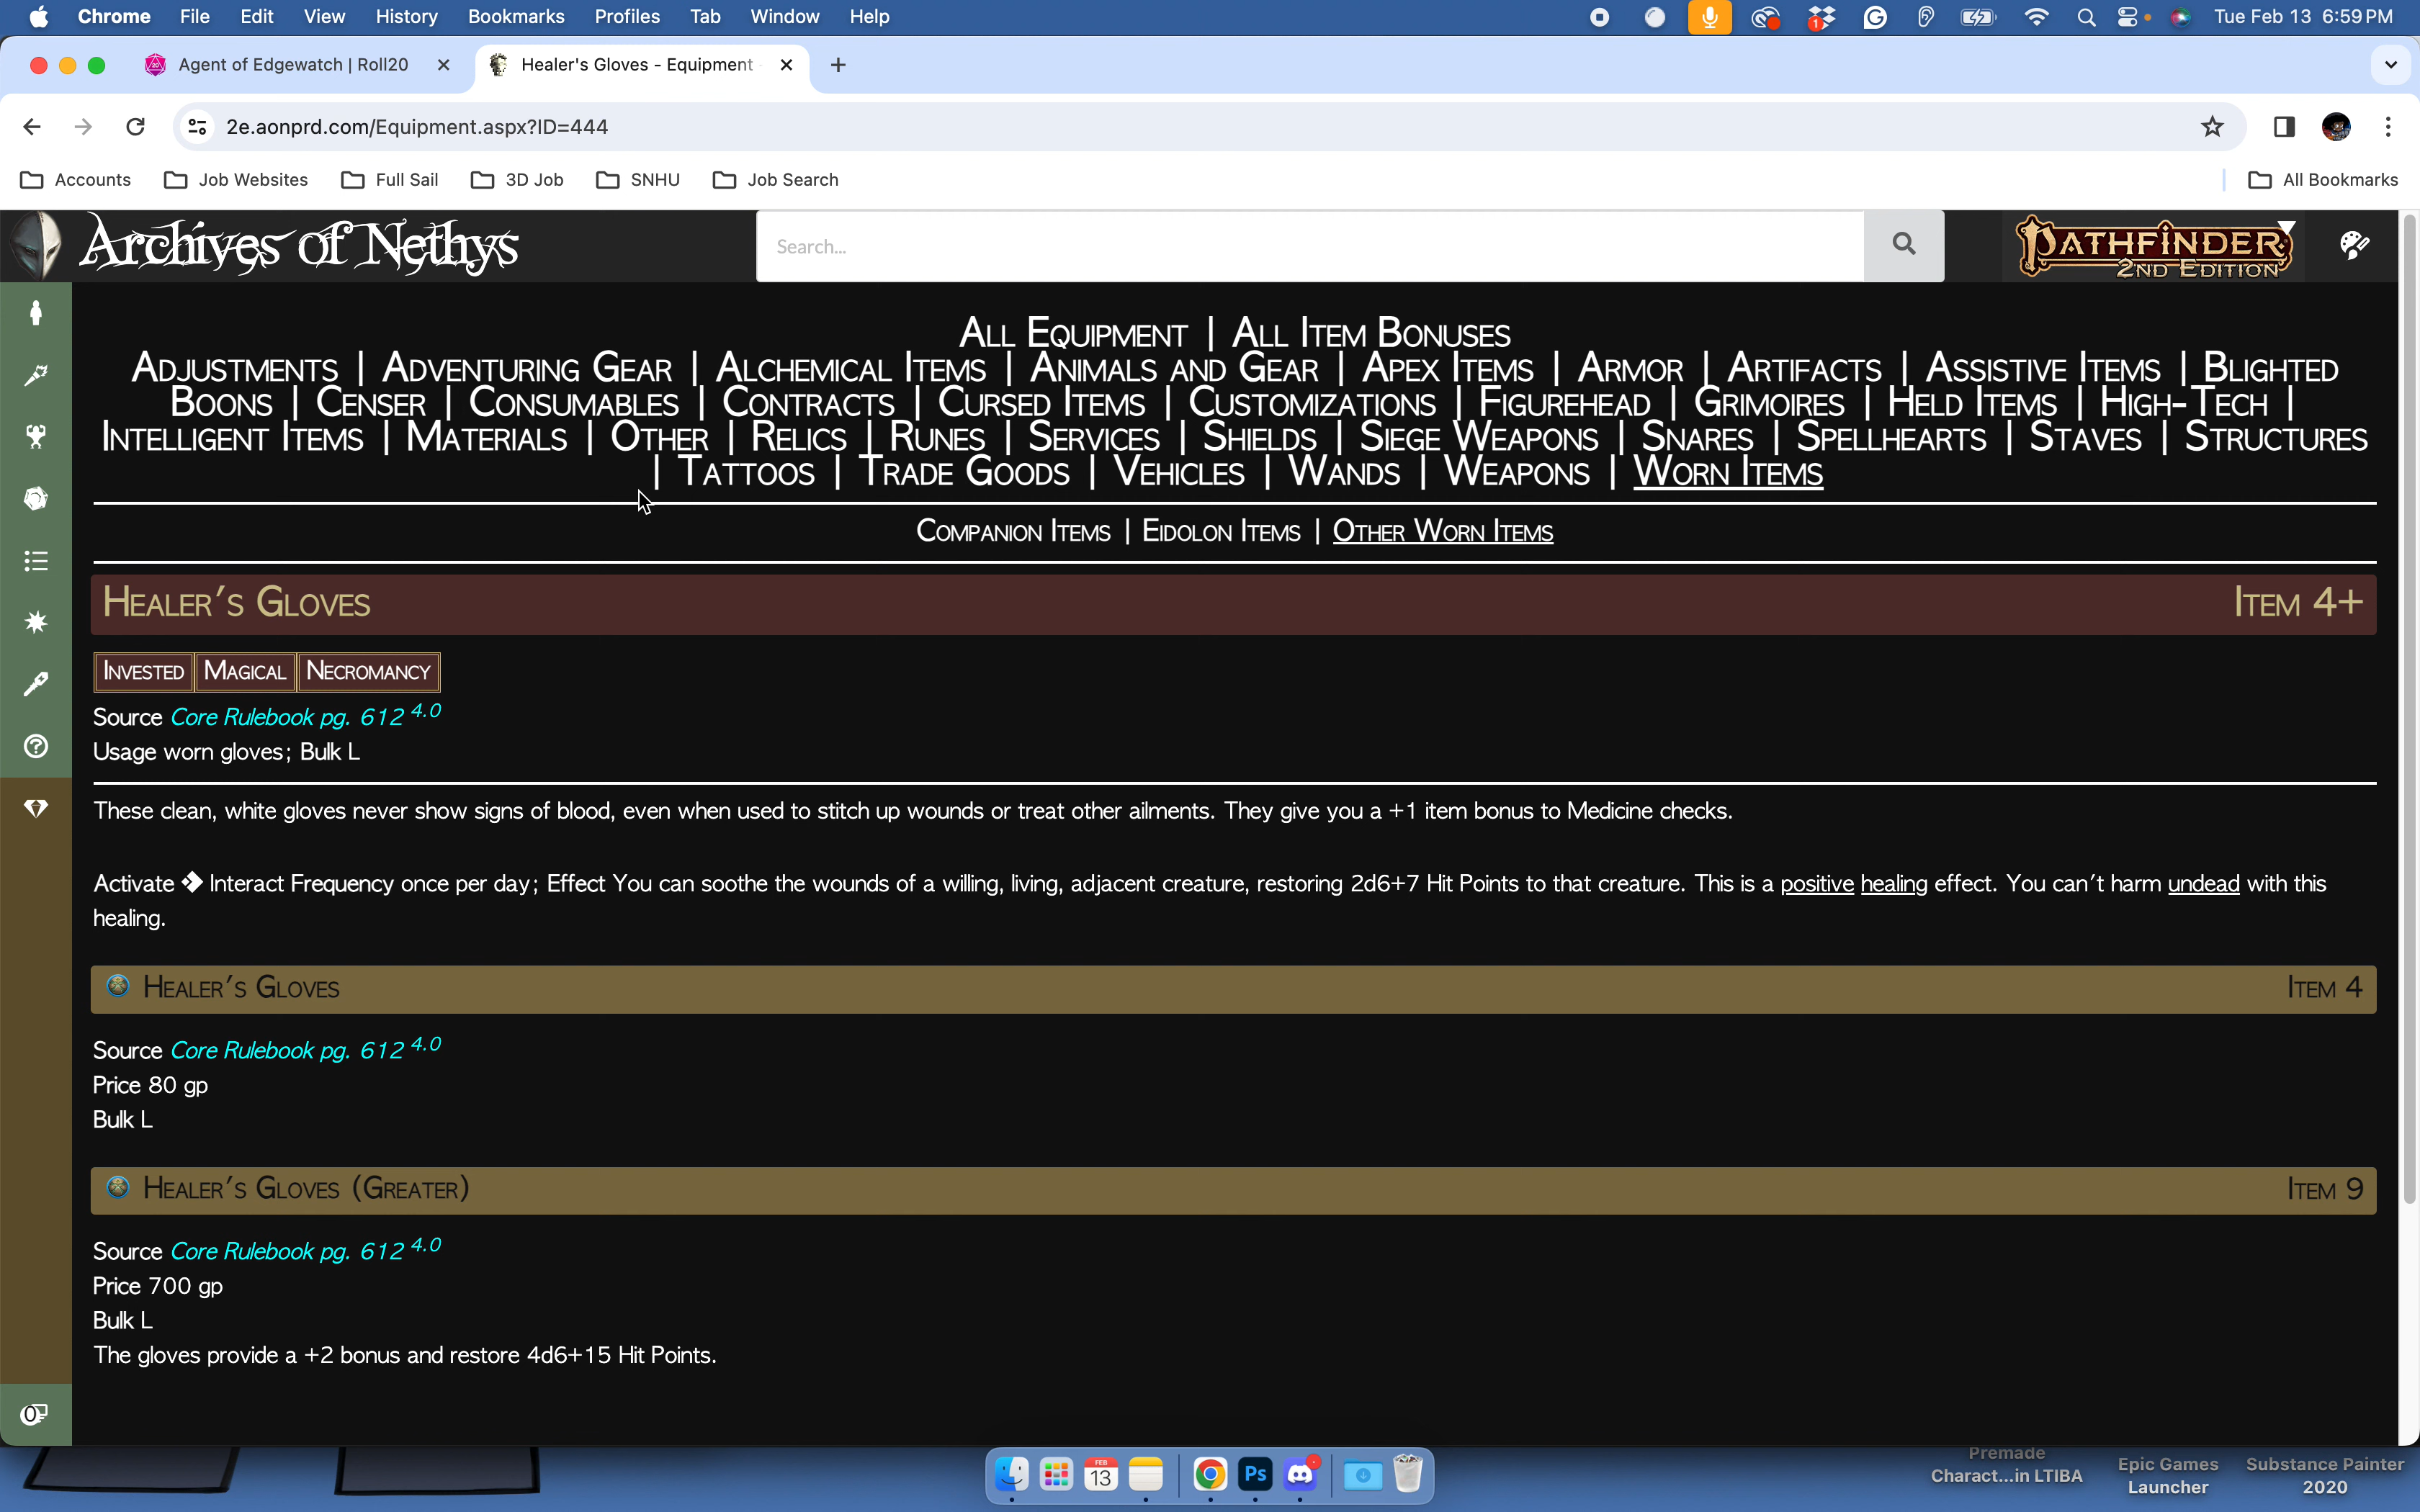 Chrome File Edit View History Bookmarks Profiles Tab Window Help
1
Tue Feb 13 6:59 PM
Agent of Edgewatch | Roll20
Healer's Gloves - Equipment
2e.aonprd.com/Equipment.aspx?ID=444
Accounts Job Websites Full Sail 3D Job SNHU Job Search All Bookmarks
Archives of Nethys
Search...
PATHFINDER
2ND EDITION
All Equipment | All Item Bonuses
Adjustments | Adventuring Gear | Alchemical Items | Animals and Gear | Apex Items | Armor | Artifacts | Assistive Items | Blighted
Boons | Censer | Consumables | Contracts | Cursed Items | Customizations | Figurehead | Grimoires | Held Items | High-Tech |
Intelligent Items | Materials | Other | Relics | Runes | Services | Shields | Siege Weapons | Snares | Spellhearts | Staves | Structures
| Tattoos | Trade Goods | Vehicles | Wands | Weapons | Worn Items
Companion Items | Eidolon Items | Other Worn Items
Healer's Gloves Item 4+
Invested Magical Necromancy
Source Core Rulebook pg. 612 4.0
Usage worn gloves; Bulk L
These clean, white gloves never show signs of blood, even when used to stitch up wounds or treat other ailments. They give you a +1 item bonus to Medicine checks.
Activate Interact Frequency once per day; Effect You can soothe the wounds of a willing, living, adjacent creature, restoring 2d6+7 Hit Points to that creature. This is a positive healing effect. You can't harm undead with this
healing.
Healer's Gloves Item 4
Source Core Rulebook pg. 612 4.0
Price 80 gp
Bulk L
Healer's Gloves (Greater) Item 9
Source Core Rulebook pg. 612 4.0
Price 700 gp
Bulk L
The gloves provide a +2 bonus and restore 4d6+15 Hit Points.
FEB
13
Ps
Premade
Charact...in LTIBA
Epic Games
Launcher
Substance Painter
2020